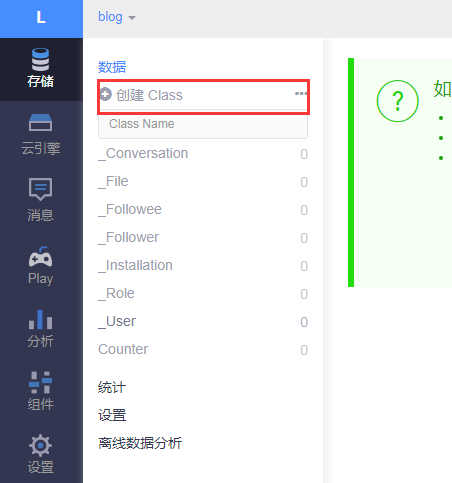 L
blog
存储
云引擎
消息
Play
分析
组件
设置
数据
创建 Class
Class Name
_Conversation 0
_File 0
_Followee 0
_Follower 0
_Installation 0
_Role 0
_User 0
Counter 0
统计
设置
离线数据分析
?
如